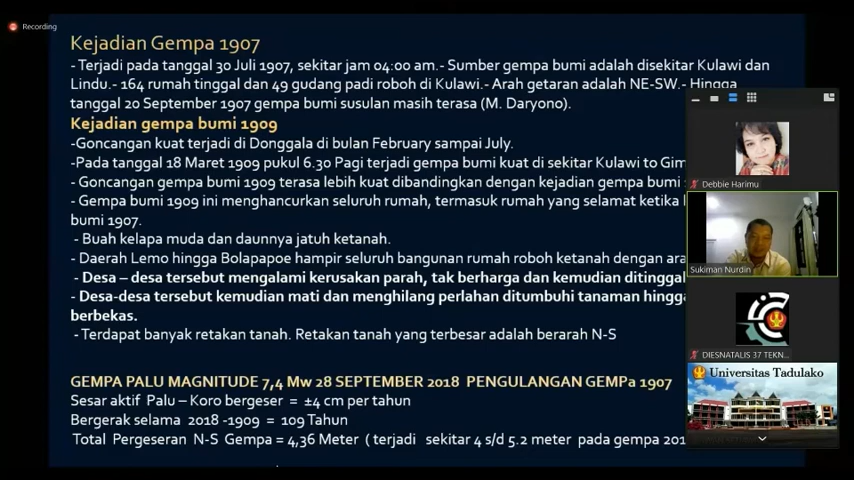 Recording
Kejadian Gempa 1907
- Terjadi pada tanggal 30 Juli 1907, sekitar jam 04:00 am.- Sumber gempa bumi adalah disekitar Kulawi dan
Lindu.- 164 rumah tinggal dan 49 gudang padi roboh di Kulawi.- Arah getaran adalah NE-SW.- Hingga
tanggal 20 September 1907 gempa bumi susulan masih terasa (M. Daryono).
Kejadian gempa bumi 1909
-Goncangan kuat terjadi di Donggala di bulan February sampai July.
-Pada tanggal 18 Maret 1909 pukul 6.30 Pagi terjadi gempa bumi kuat di sekitar Kulawi to Gim
- Goncangan gempa bumi 1909 terasa lebih kuat dibandingkan dengan kejadian gempa bumi
- Gempa bumi 1909 ini menghancurkan seluruh rumah, termasuk rumah yang selamat ketika
bumi 1907.
- Buah kelapa muda dan daunnya jatuh ketanah.
- Daerah Lemo hingga Bolapapoe hampir seluruh bangunan rumah roboh ketanah dengan ara
- Desa – desa tersebut mengalami kerusakan parah, tak berharga dan kemudian ditinggal
- Desa-desa tersebut kemudian mati dan menghilang perlahan ditumbuhi tanaman hingga
berbekas.
- Terdapat banyak retakan tanah. Retakan tanah yang terbesar adalah berarah N-S
GEMPA PALU MAGNITUDE 7,4 Mw 28 SEPTEMBER 2018 PENGULANGAN GEMPa 1907
Sesar aktif Palu – Koro bergeser = ±4 cm per tahun
Bergerak selama 2018 -1909 = 109 Tahun
Total Pergeseran N-S Gempa = 4,36 Meter ( terjadi sekitar 4 s/d 5.2 meter pada gempa 201
Debbie Harimu
Sukiman Nurdin
DIESNATALIS 37 TEKN...
Universitas Tadulako